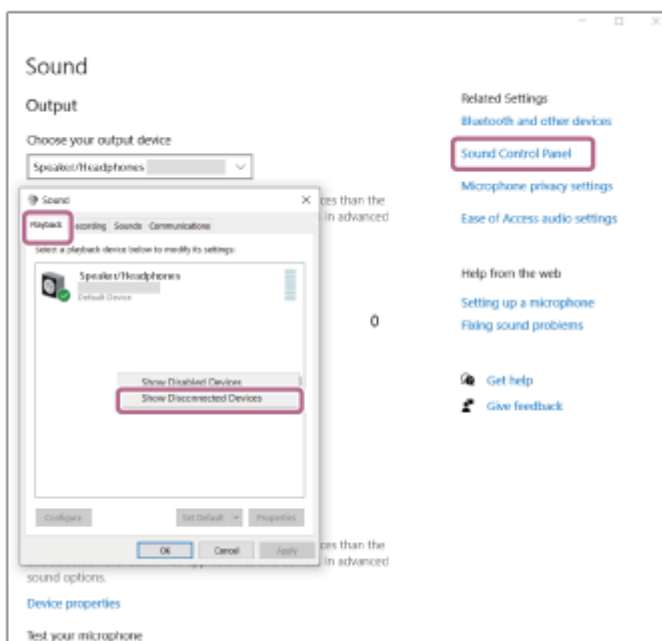 Sound
Output
Choose your output device
Speaker/Headphones
Sound
Playback
ecording
Sounds
Communications
Select a playback device below to modify its settings:
Speaker/Headphones
Default Device
Show Disabled Devices
Show Disconnected Devices
Configure
Set Default
Properties
OK
Cancel
Apply
ces than the
in advanced
0
ces than the
in advanced
sound options.
Device properties
Test your microphone
Related Settings
Bluetooth and other devices
Sound Control Panel
Microphone privacy settings
Ease of Access audio settings
Help from the web
Setting up a microphone
Fixing sound problems
Get help
Give feedback